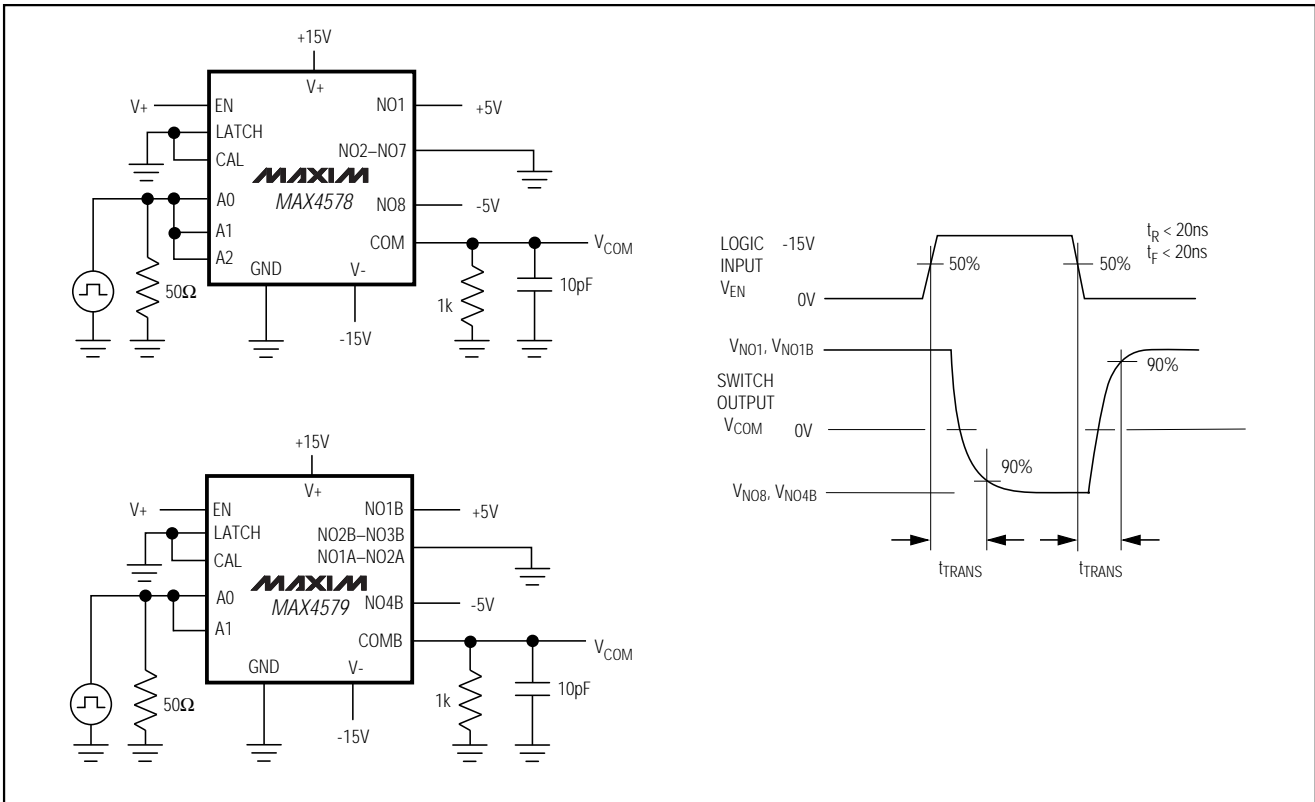 +15V
V+
V+
EN
NO1
+5V
LATCH
CAL
NO2–NO7
MAXIM
MAX4578
A0
NO8
-5V
A1
COM
V_COM
A2
GND
V-
50Ω
1k
10pF
-15V
+15V
V+
V+
EN
NO1B
+5V
LATCH
NO2B–NO3B
CAL
NO1A–NO2A
MAXIM
MAX4579
A0
NO4B
-5V
A1
COMB
V_COM
GND
V-
50Ω
1k
10pF
-15V
LOGIC
INPUT
V_EN
-15V
0V
50%
50%
t_R < 20ns
t_F < 20ns
V_NO1, V_NO1B
90%
SWITCH
OUTPUT
V_COM
0V
90%
V_NO8, V_NO4B
t_TRANS
t_TRANS